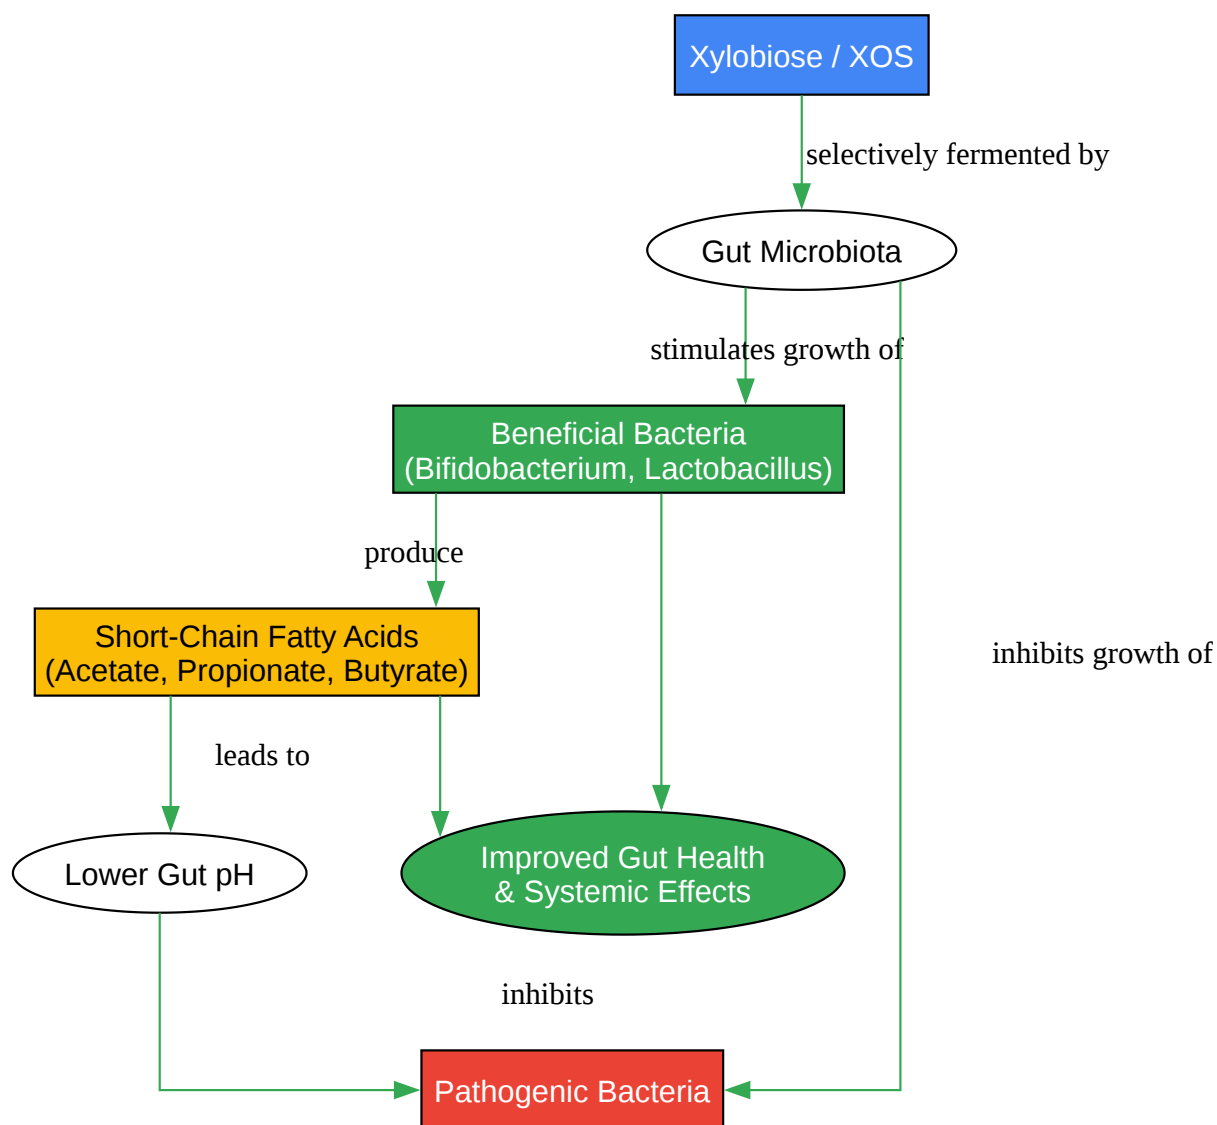 Xylobiose / XOS
selectively fermented by
Gut Microbiota
stimulates growth of
Beneficial Bacteria
(Bifidobacterium, Lactobacillus)
produce
Short-Chain Fatty Acids
(Acetate, Propionate, Butyrate)
inhibits growth of
leads to
Lower Gut pH
Improved Gut Health
& Systemic Effects
inhibits
Pathogenic Bacteria